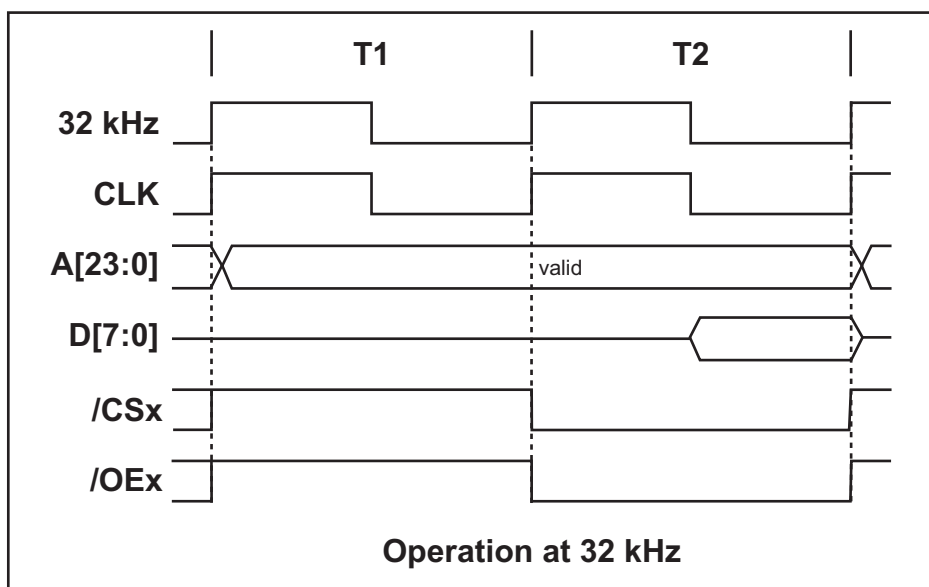 T1 T2
32 kHz
CLK
A[23:0] valid
D[7:0]
/CSx
/OEx
Operation at 32 kHz